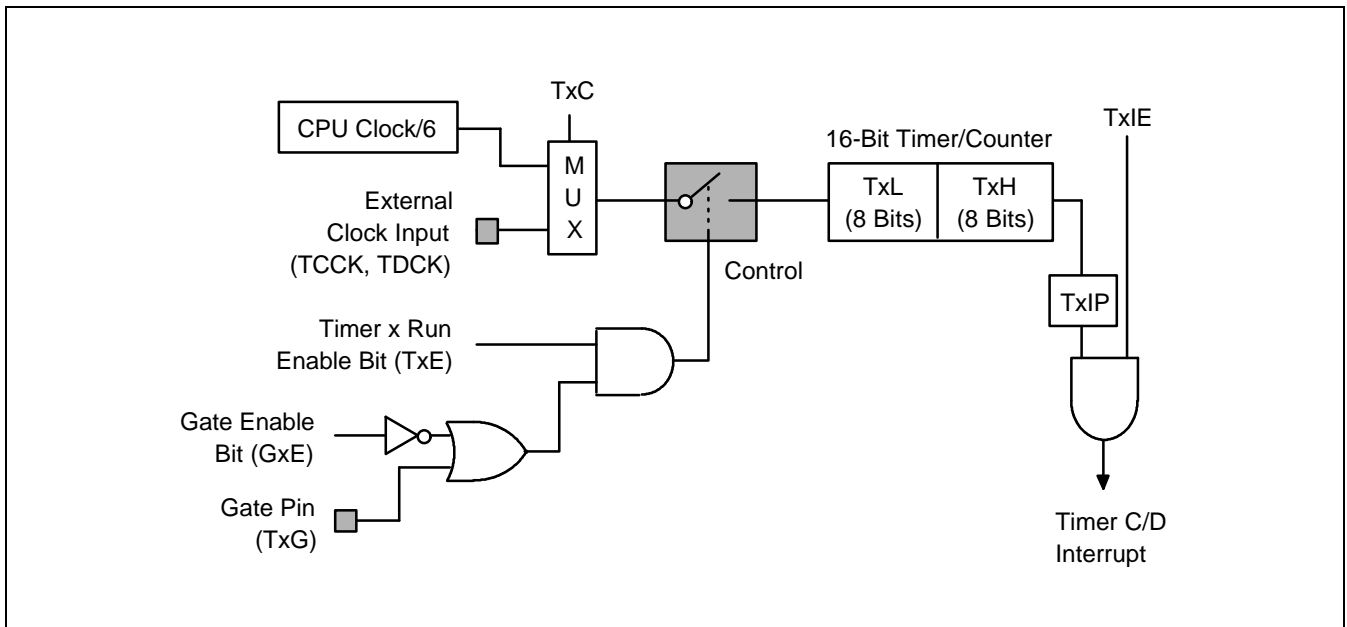 TxC
TxIE
CPU Clock/6
16-Bit Timer/Counter
M
U
X
TxL
(8 Bits)
TxH
(8 Bits)
External
Clock Input
(TCCK, TDCK)
Control
TxIP
Timer x Run
Enable Bit (TxE)
Gate Enable
Bit (GxE)
Gate Pin
(TxG)
Timer C/D
Interrupt